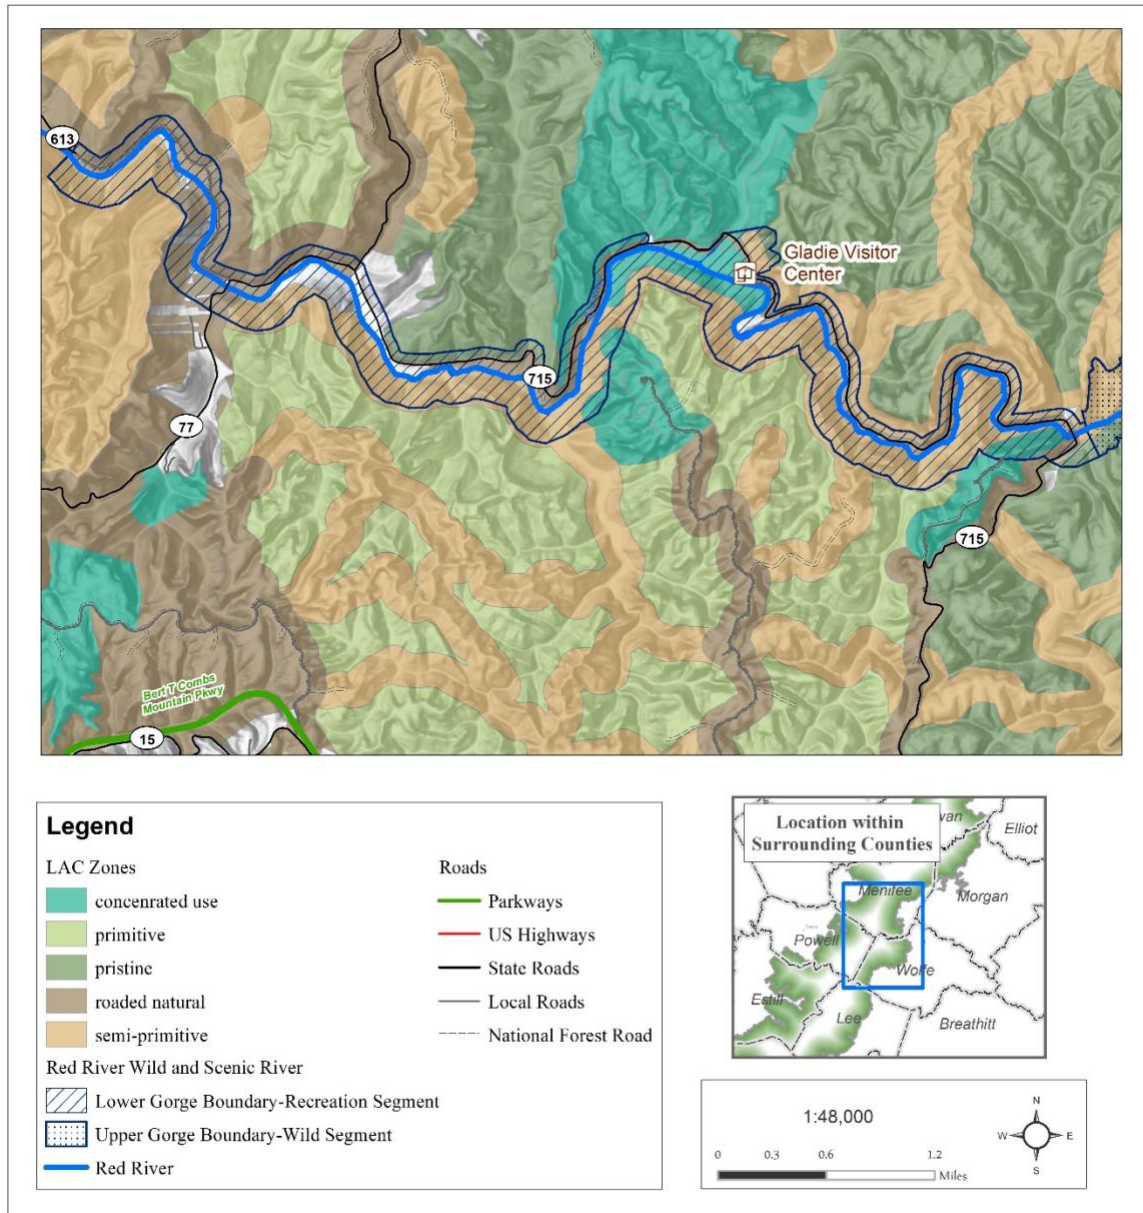 613
Gladie Visitor
Center
715
77
715
Bert T Combs
Mountain Pkwy
15
Legend
LAC Zones
concenrated use
primitive
pristine
roaded natural
semi-primitive
Red River Wild and Scenic River
Lower Gorge Boundary-Recreation Segment
Upper Gorge Boundary-Wild Segment
Red River
Roads
Parkways
US Highways
State Roads
Local Roads
National Forest Road
Location within
Surrounding Counties
wan
Elliot
Menifee
Morgan
Powell
Wolfe
Estill
Lee
Breathitt
1:48,000
0 0.3 0.6 1.2
Miles
N
W E
S